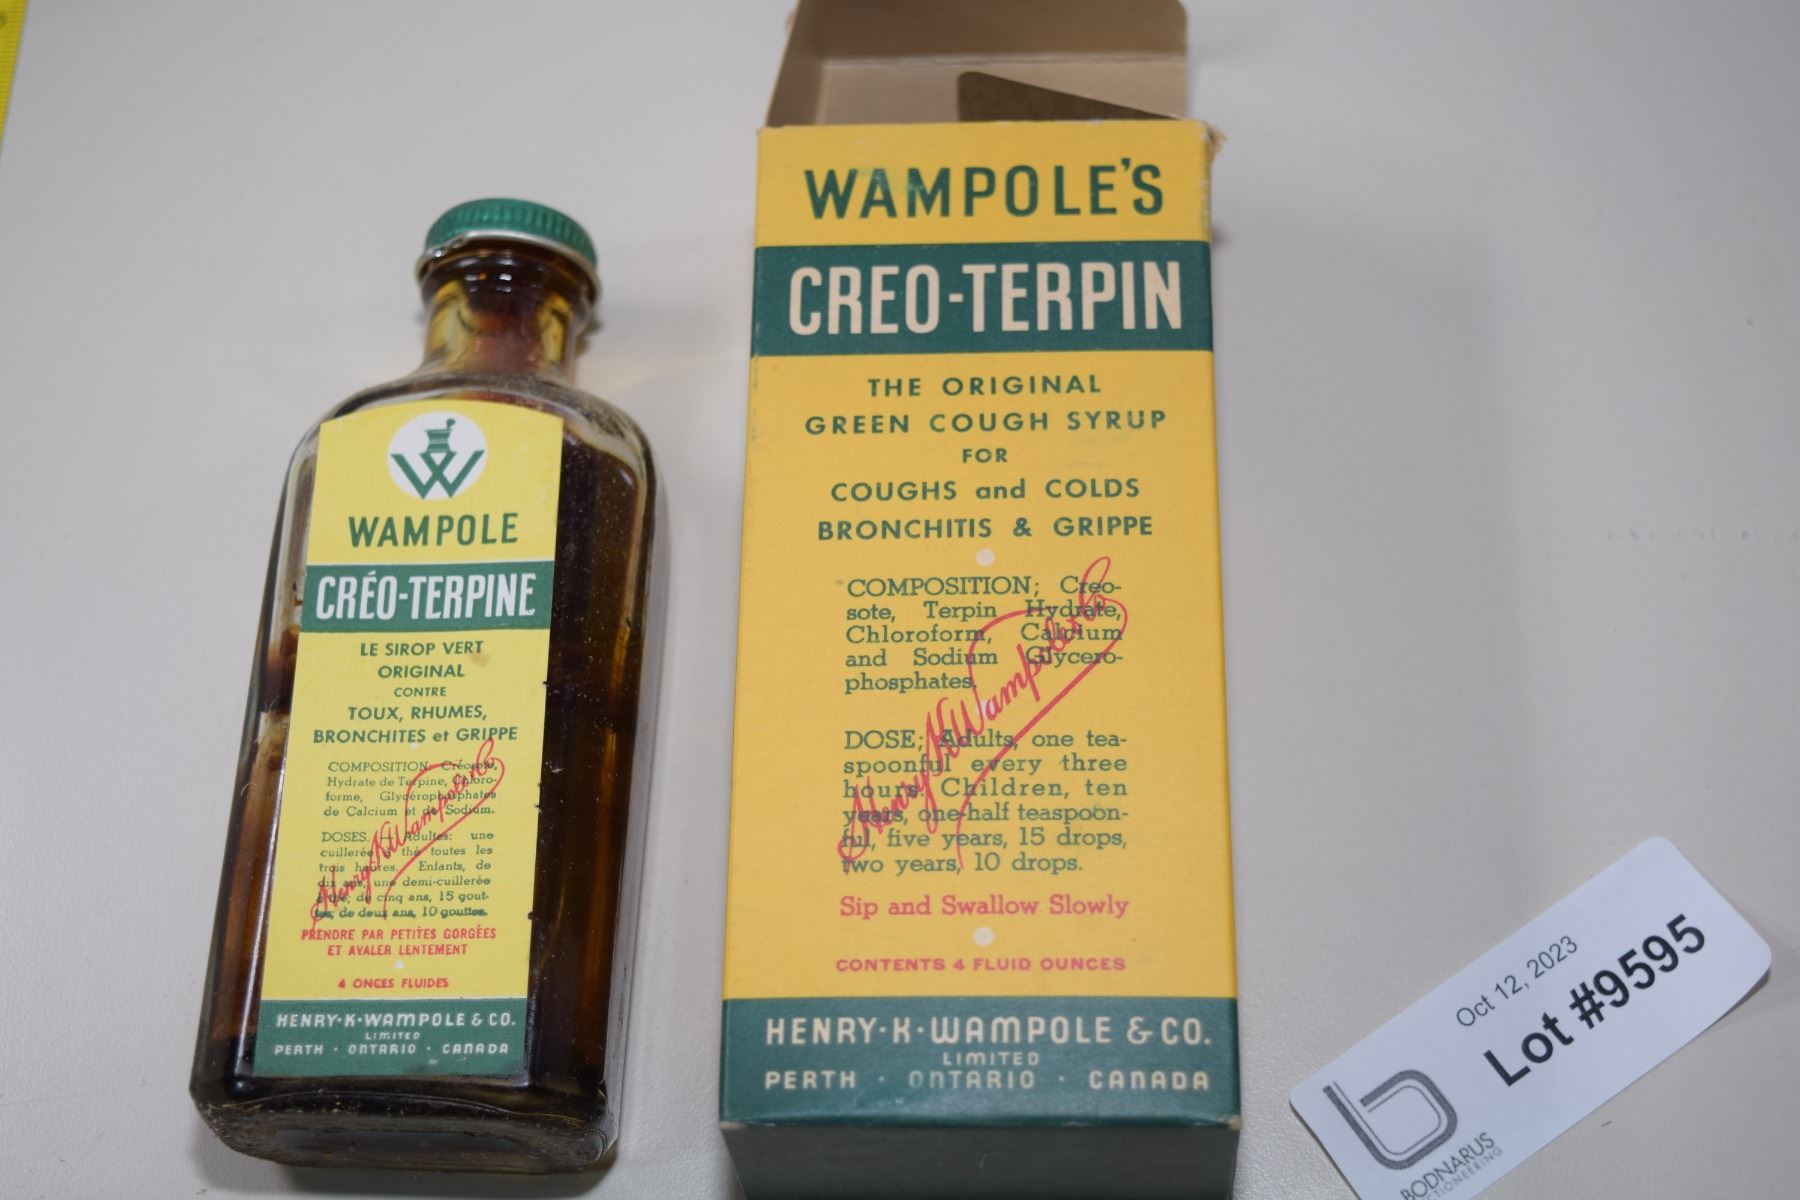 WAMPOLE
CRÉO-TERPINE
LE SIROP VERT
ORIGINAL
CONTRE
TOUX, RHUMES,
BRONCHITES et GRIPPE
COMPOSITION: Créosote,
Hydrate de Terpine, Chloro-
forme, Glycérophosphates
de Calcium et de Sodium.
DOSES. — Adultes: une
cuillerée à thé toutes les
trois heures. Enfants, de
dix ans, une demi-cuillerée
à thé; de cinq ans, 15 gout-
tes; de deux ans, 10 gouttes.
Henry K Wampole & Co
PRENDRE PAR PETITES GORGÉES
ET AVALER LENTEMENT
4 ONCES FLUIDES
HENRY·K·WAMPOLE & CO.
LIMITED
PERTH · ONTARIO · CANADA
WAMPOLE'S
CREO-TERPIN
THE ORIGINAL
GREEN COUGH SYRUP
FOR
COUGHS and COLDS
BRONCHITIS & GRIPPE
COMPOSITION; Creo-
sote, Terpin Hydrate,
Chloroform, Calcium
and Sodium Glycero-
phosphates.
DOSE; Adults, one tea-
spoonful every three
hours. Children, ten
years, one-half teaspoon-
ful, five years, 15 drops,
two years, 10 drops.
Henry K Wampole & Co
Sip and Swallow Slowly
CONTENTS 4 FLUID OUNCES
HENRY·K·WAMPOLE & CO.
LIMITED
PERTH · ONTARIO · CANADA
Oct 12, 2023
Lot #9595
b
BODNARUS